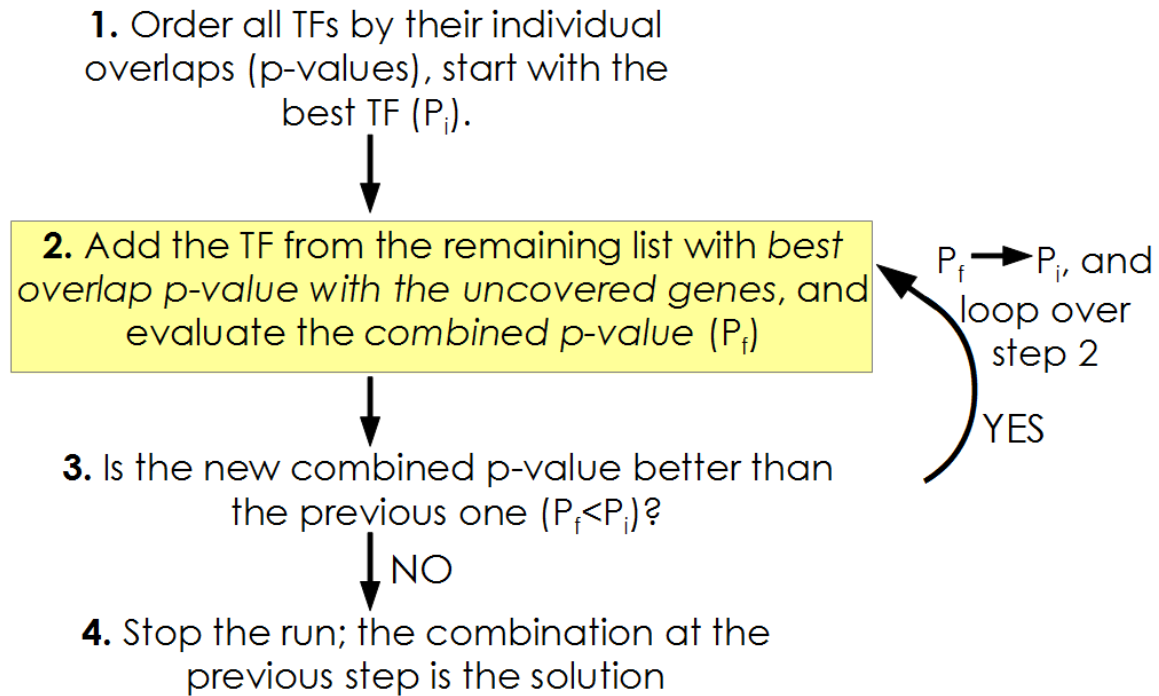 1. Order all TFs by their individual
overlaps (p-values), start with the
best TF (Pi).
2. Add the TF from the remaining list with best
overlap p-value with the uncovered genes, and
evaluate the combined p-value (Pf)
Pf → Pi, and
loop over
step 2
YES
3. Is the new combined p-value better than
the previous one (Pf<Pi)?
NO
4. Stop the run; the combination at the
previous step is the solution